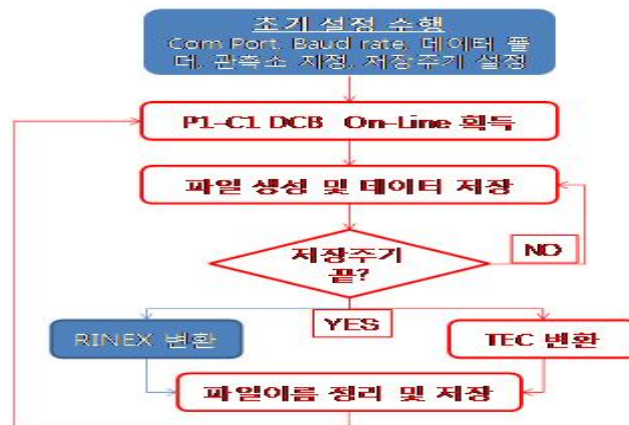 초기 설정 수행
Com Port, Baud rate, 데이터 폴
더, 관측소 지정, 저장주기 설정
P1-C1 DCB On-Line 획득
파일 생성 및 데이터 저장
저장주기
끝?
NO
YES
RINEX 변환
TEC 변환
파일이름 정리 및 저장